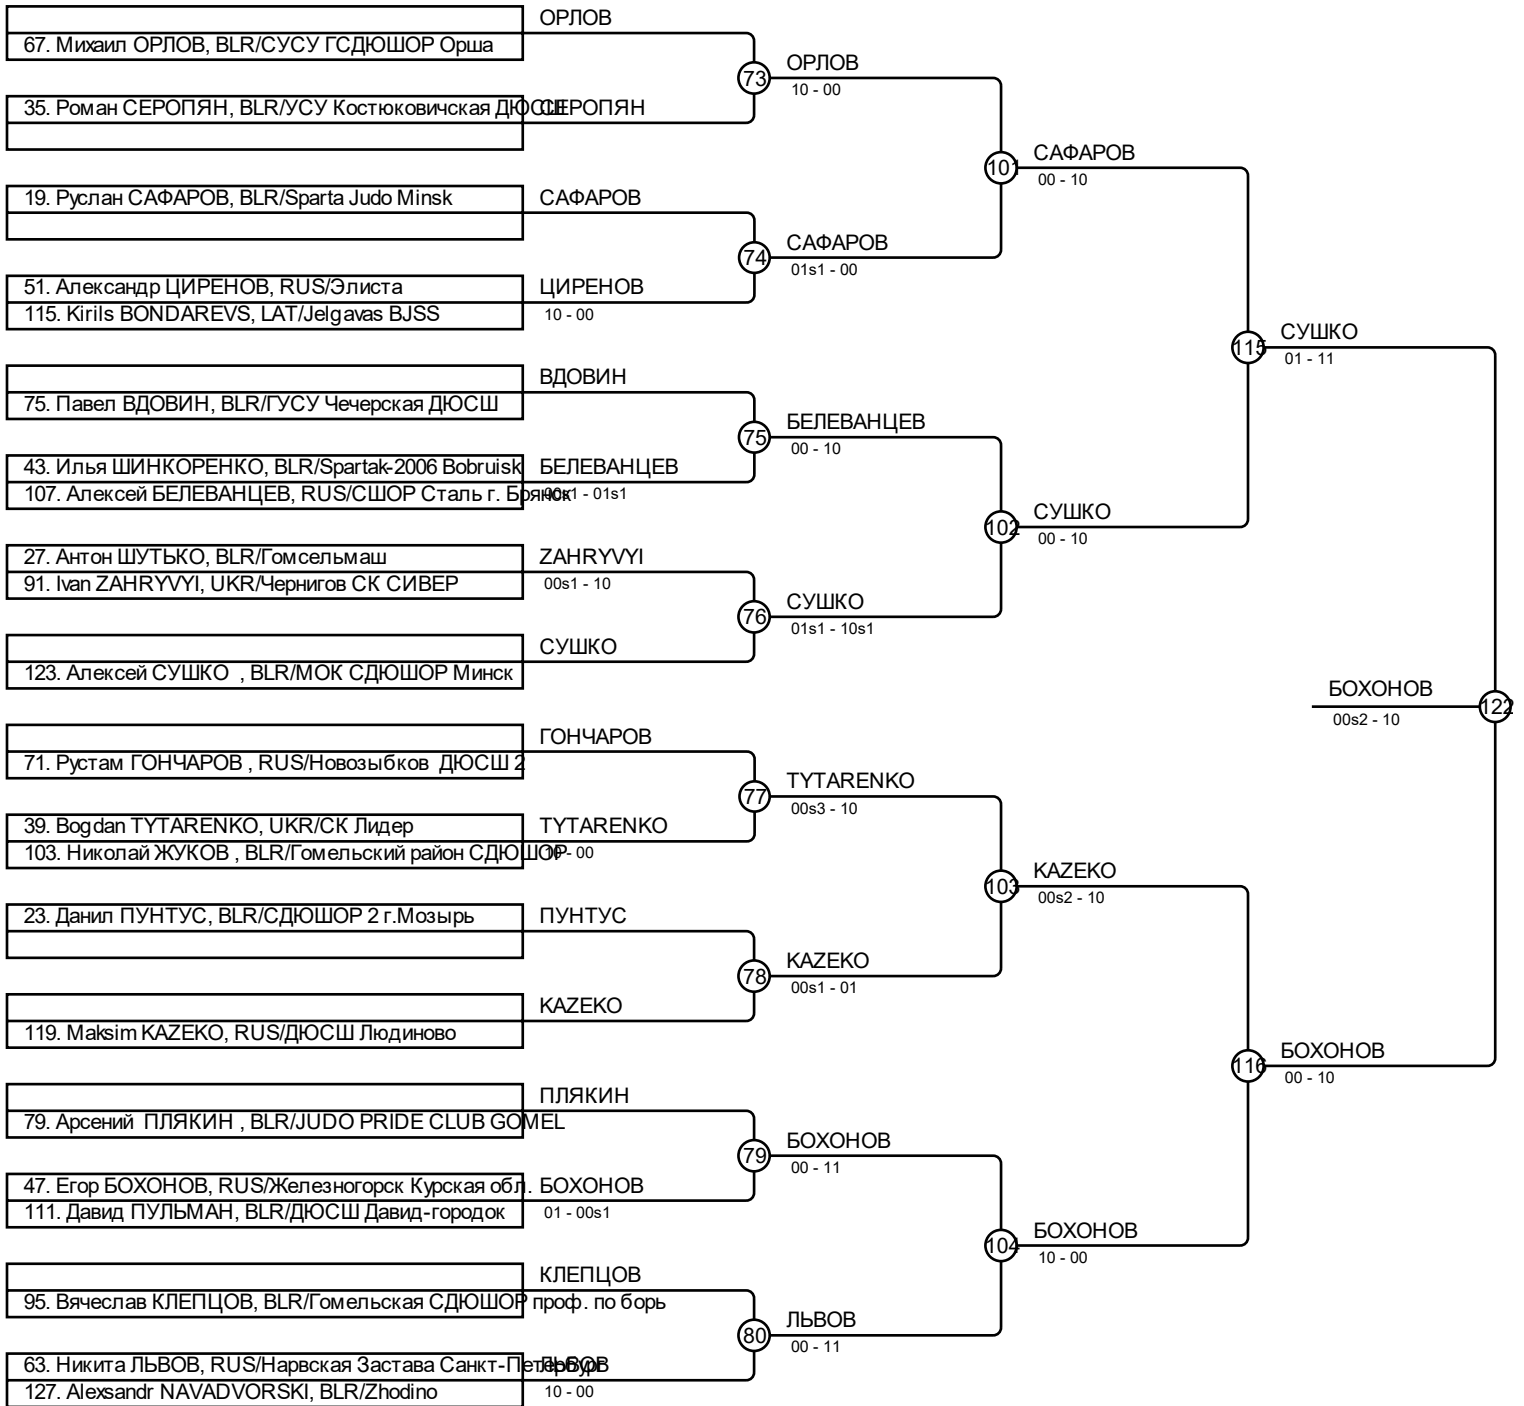 ОРЛОВ
67. Михаил ОРЛОВ, BLR/СУСУ ГСДЮШОР Орша
73
ОРЛОВ
10 - 00
35. Роман СЕРОПЯН, BLR/УСУ Костюковичская ДЮСШ
СЕРОПЯН
101
САФАРОВ
00 - 10
19. Руслан САФАРОВ, BLR/Sparta Judo Minsk
САФАРОВ
74
САФАРОВ
01s1 - 00
51. Александр ЦИРЕНОВ, RUS/Элиста
ЦИРЕНОВ
115. Kirils BONDAREVS, LAT/Jelgavas BJSS
10 - 00
115
СУШКО
01 - 11
ВДОВИН
75. Павел ВДОВИН, BLR/ГУСУ Чечерская ДЮСШ
75
БЕЛЕВАНЦЕВ
00 - 10
43. Илья ШИНКОРЕНКО, BLR/Spartak-2006 Bobruisk
БЕЛЕВАНЦЕВ
107. Алексей БЕЛЕВАНЦЕВ, RUS/СШОР Сталь г. Брянск
00s1 - 01s1
102
СУШКО
00 - 10
27. Антон ШУТЬКО, BLR/Гомсельмаш
ZAHRYVYI
91. Ivan ZAHRYVYI, UKR/Чернигов СК СИВЕР
00s1 - 10
76
СУШКО
01s1 - 10s1
СУШКО
123. Алексей СУШКО , BLR/МОК СДЮШОР Минск
БОХОНОВ
122
00s2 - 10
ГОНЧАРОВ
71. Рустам ГОНЧАРОВ , RUS/Новозыбков ДЮСШ 2
77
TYTARENKO
00s3 - 10
39. Bogdan TYTARENKO, UKR/СК Лидер
TYTARENKO
103. Николай ЖУКОВ , BLR/Гомельский район СДЮШОР
10 - 00
103
KAZEKO
00s2 - 10
23. Данил ПУНТУС, BLR/СДЮШОР 2 г.Мозырь
ПУНТУС
78
KAZEKO
00s1 - 01
KAZEKO
119. Maksim KAZEKO, RUS/ДЮСШ Людиново
116
БОХОНОВ
00 - 10
ПЛЯКИН
79. Арсений ПЛЯКИН , BLR/JUDO PRIDE CLUB GOMEL
79
БОХОНОВ
00 - 11
47. Егор БОХОНОВ, RUS/Железногорск Курская обл.
БОХОНОВ
111. Давид ПУЛЬМАН, BLR/ДЮСШ Давид-городок
01 - 00s1
104
БОХОНОВ
10 - 00
КЛЕПЦОВ
95. Вячеслав КЛЕПЦОВ, BLR/Гомельская СДЮШОР проф. по борь
80
ЛЬВОВ
00 - 11
63. Никита ЛЬВОВ, RUS/Нарвская Застава Санкт-Петербург
ЛЬВОВ
127. Alexsandr NAVADVORSKI, BLR/Zhodino
10 - 00